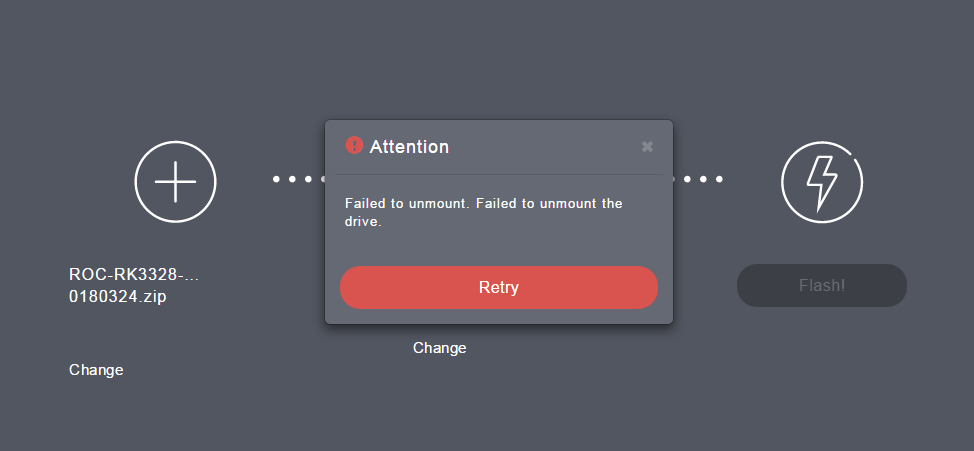 Attention
Failed to unmount. Failed to unmount the
drive.
Retry
ROC-RK3328-...
0180324.zip
Change
Change
Flash!